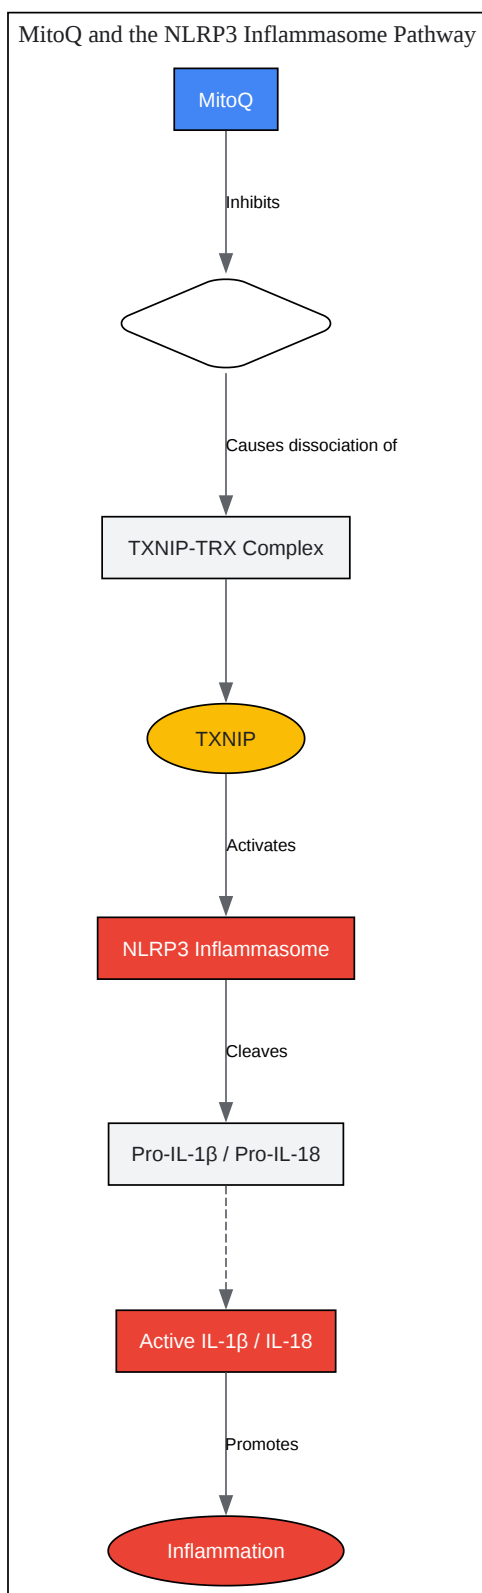 MitoQ and the NLRP3 Inflammasome Pathway
MitoQ
Inhibits
Causes dissociation of
TXNIP-TRX Complex
TXNIP
Activates
NLRP3 Inflammasome
Cleaves
Pro-IL-1β / Pro-IL-18
Active IL-1β / IL-18
Promotes
Inflammation